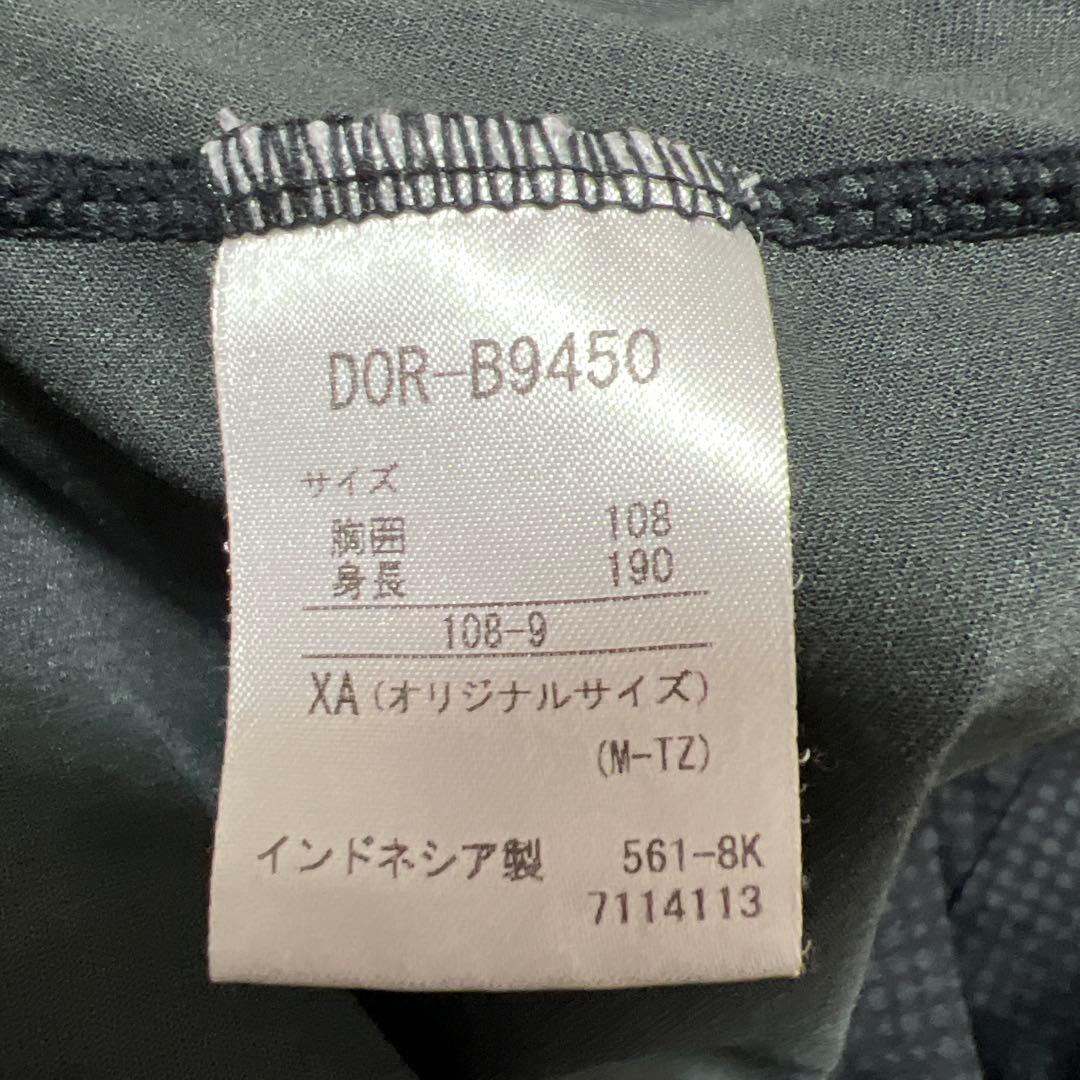 DOR-B9450
サイズ
胸囲 108
身長 190
108-9
XA(オリジナルサイズ)
(M-TZ)
インドネシア製 561-8K
7114113